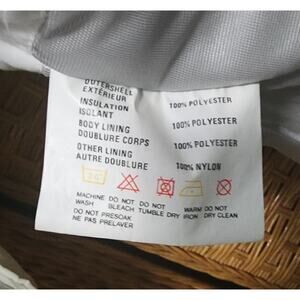 OUTERSHELL
EXTÉRIEUR 100% POLYESTER
INSULATION
ISOLANT 100% POLYESTER
BODY LINING
DOUBLURE CORPS 100% POLYESTER
OTHER LINING
AUTRE DOUBLURE 100% NYLON
MACHINE DO NOT DO NOT WARM DO NOT
WASH BLEACH TUMBLE DRY IRON DRY CLEAN
DO NOT PRESOAK
NE PAS PRELAVER